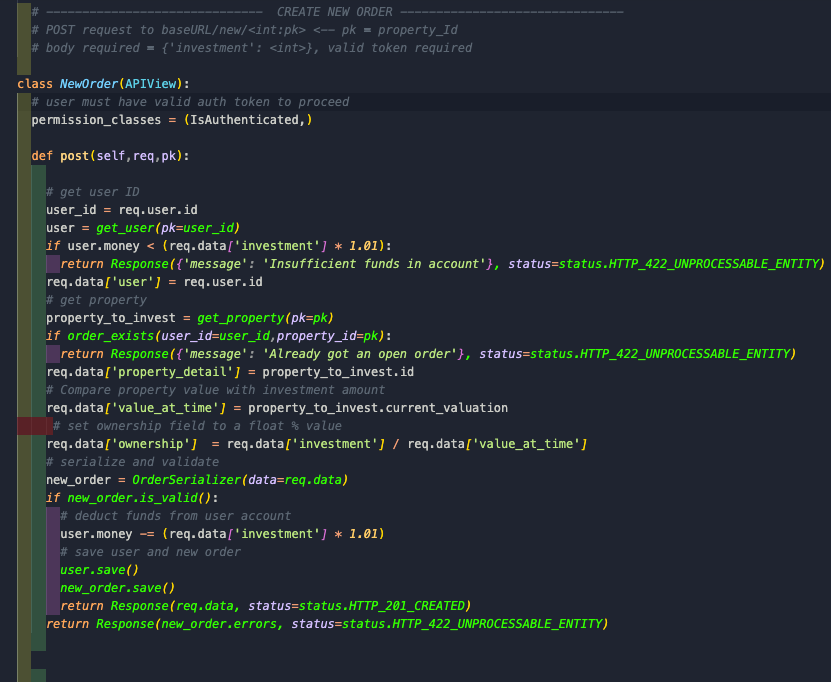 # ------------------------------ CREATE NEW ORDER -------------------------------
# POST request to baseURL/new/<int:pk> <-- pk = property_Id
# body required = {'investment': <int>}, valid token required
class NewOrder(APIView):
# user must have valid auth token to proceed
permission_classes = (IsAuthenticated,)
def post(self,req,pk):
# get user ID
user_id = req.user.id
user = get_user(pk=user_id)
if user.money < (req.data['investment'] * 1.01):
return Response({'message': 'Insufficient funds in account'}, status=status.HTTP_422_UNPROCESSABLE_ENTITY)
req.data['user'] = req.user.id
# get property
property_to_invest = get_property(pk=pk)
if order_exists(user_id=user_id,property_id=pk):
return Response({'message': 'Already got an open order'}, status=status.HTTP_422_UNPROCESSABLE_ENTITY)
req.data['property_detail'] = property_to_invest.id
# Compare property value with investment amount
req.data['value_at_time'] = property_to_invest.current_valuation
# set ownership field to a float % value
req.data['ownership']  = req.data['investment'] / req.data['value_at_time']
# serialize and validate
new_order = OrderSerializer(data=req.data)
if new_order.is_valid():
# deduct funds from user account
user.money -= (req.data['investment'] * 1.01)
# save user and new order
user.save()
new_order.save()
return Response(req.data, status=status.HTTP_201_CREATED)
return Response(new_order.errors, status=status.HTTP_422_UNPROCESSABLE_ENTITY)